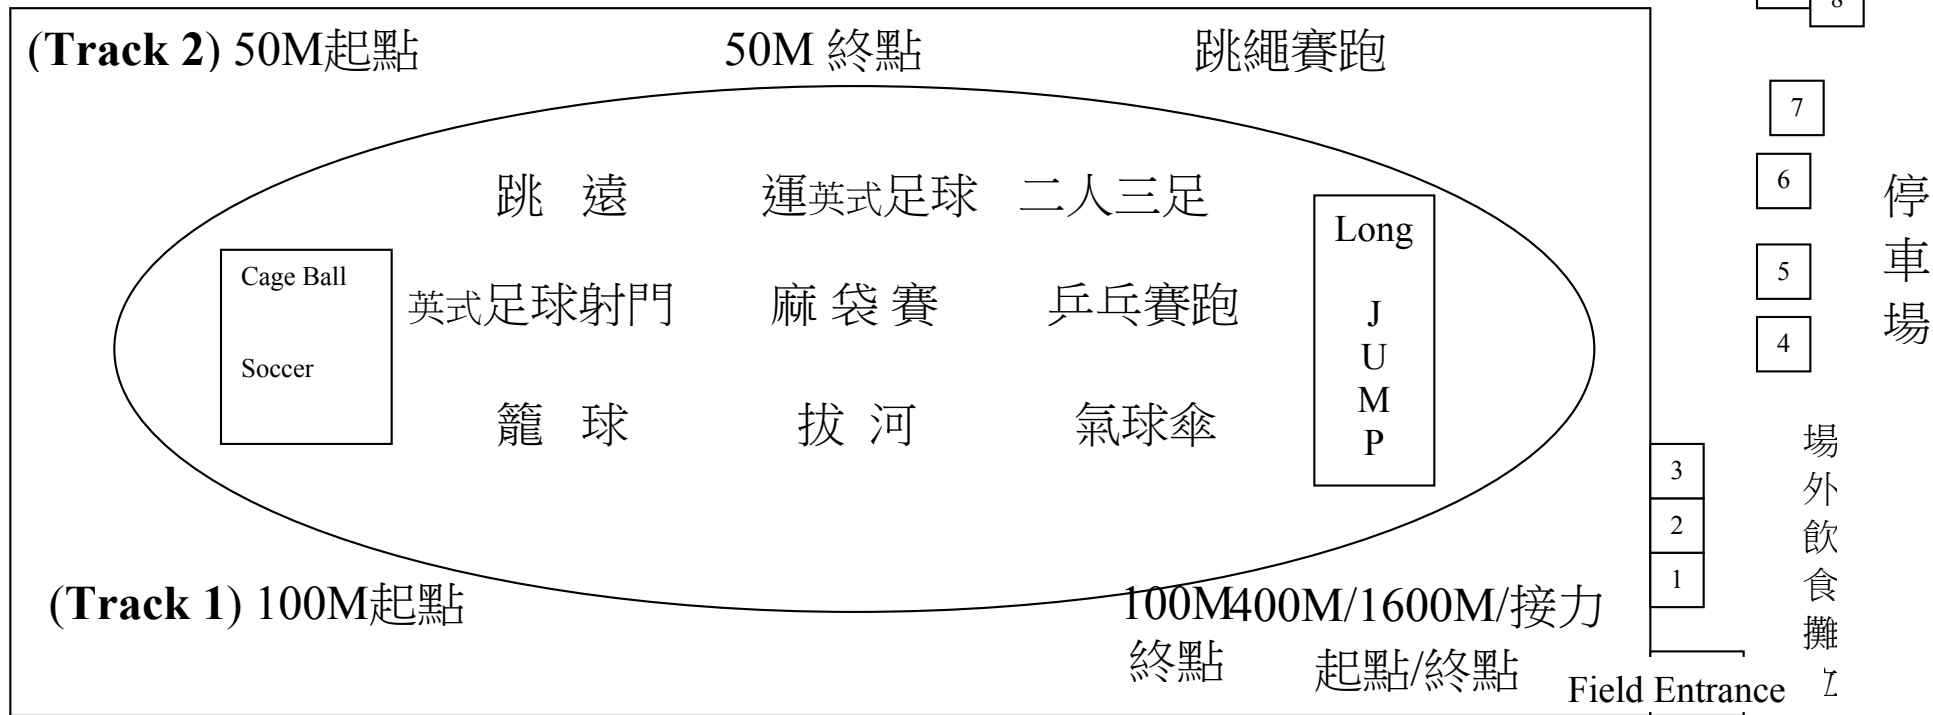 8
(Track 2) 50M起點 50M 終點 跳繩賽跑
7
6
停車場
跳 遠 運英式足球 二人三足
Long
JUMP
Cage Ball
Soccer
英式足球射門 麻 袋 賽 乒乓賽跑
5
4
籠 球 拔 河 氣球傘
3
2
1
場外飲食攤
(Track 1) 100M起點 100M 400M/1600M/接力
終點 起點/終點
Field Entrance